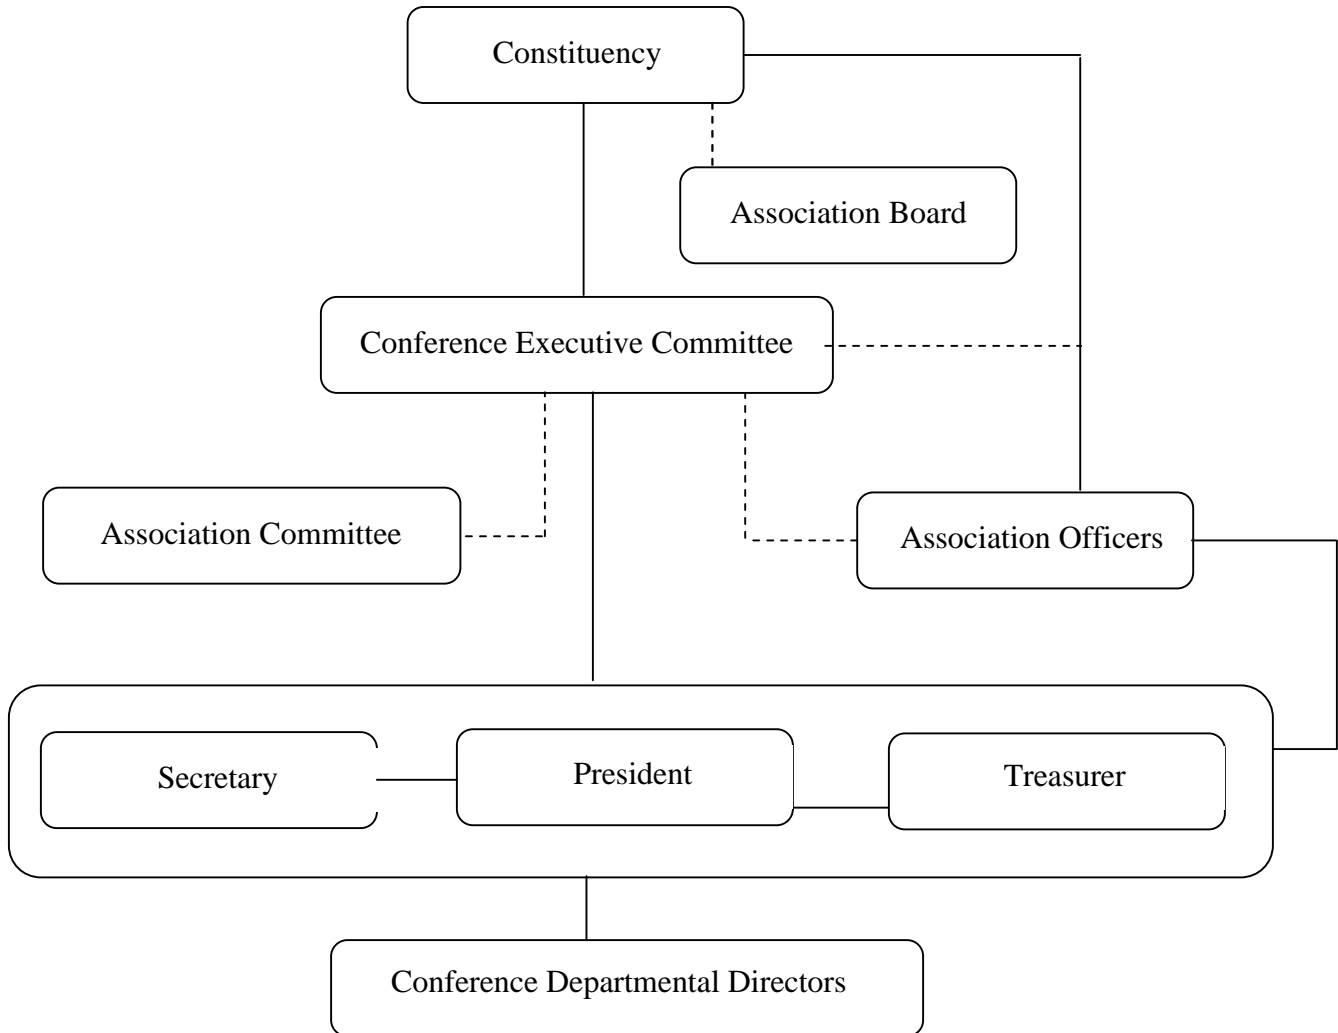 Constituency
Association Board
Conference Executive Committee
Association Committee
Association Officers
Secretary
President
Treasurer
Conference Departmental Directors